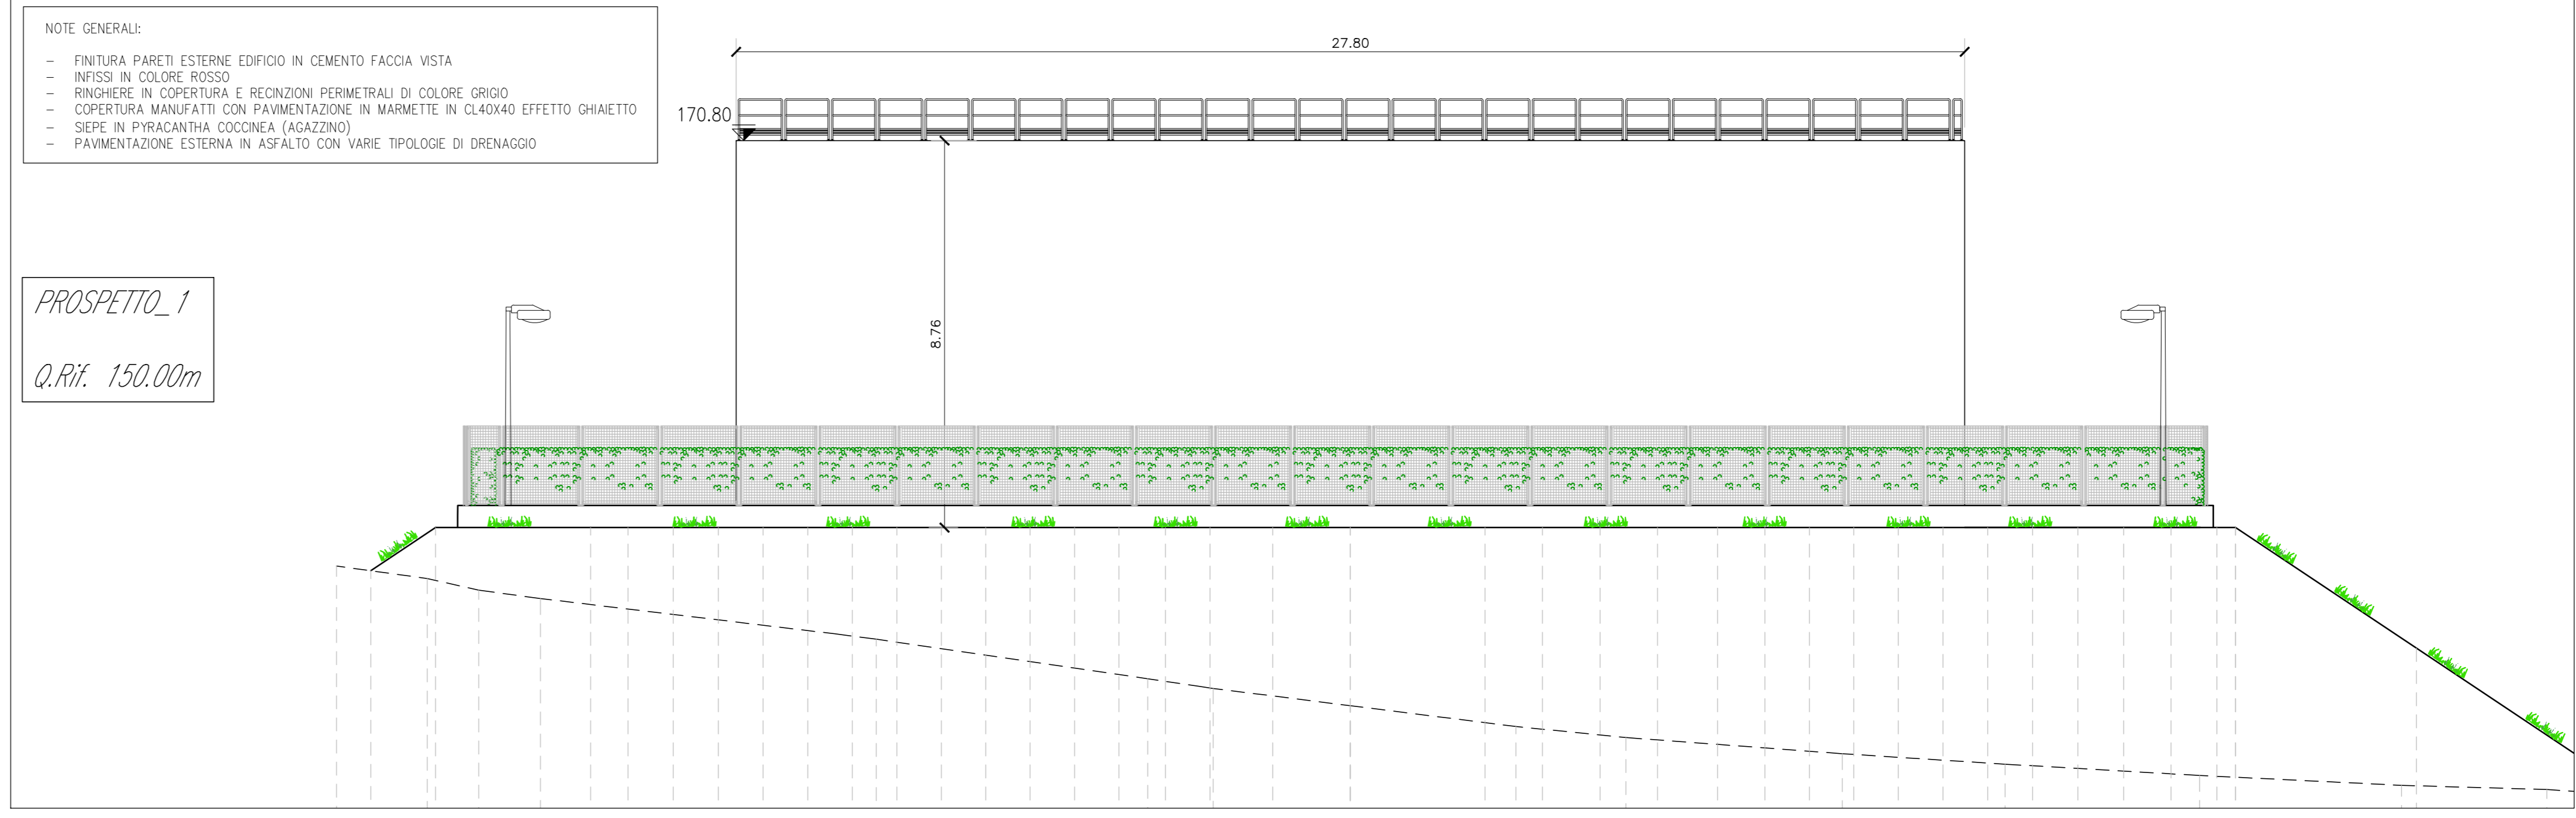 NOTE GENERALI:
- FINITURA PARETI ESTERNE EDIFICIO IN CEMENTO FACCIA VISTA
- INFISSI IN COLORE ROSSO
- RINGHIERE IN COPERTURA E RECINZIONI PERIMETRALI DI COLORE GRIGIO
- COPERTURA MANUFATTI CON PAVIMENTAZIONE IN MARMETTE IN CL40X40 EFFETTO GHIAIETTO
- SIEPE IN PYRACANTHA COCCINEA (AGAZZINO)
- PAVIMENTAZIONE ESTERNA IN ASFALTO CON VARIE TIPOLOGIE DI DRENAGGIO
27.80
170.80
PROSPETTO_1
Q.Rif. 150.00m
8.76